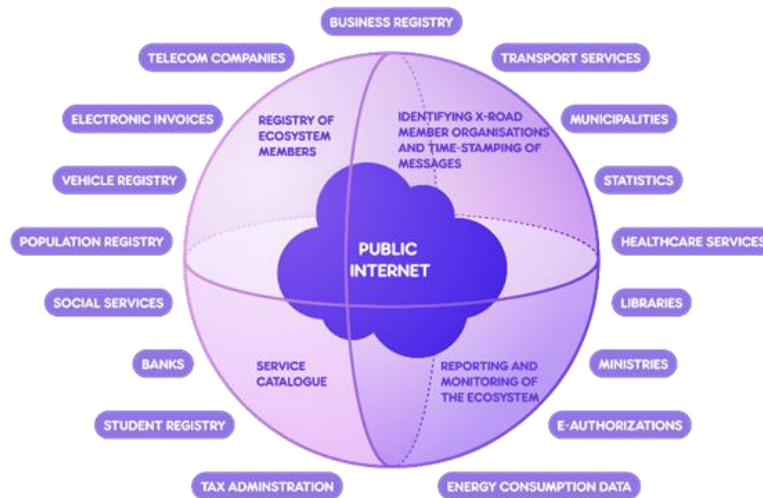 BUSINESS REGISTRY
TELECOM COMPANIES
TRANSPORT SERVICES
ELECTRONIC INVOICES
REGISTRY OF
ECOSYSTEM
MEMBERS
IDENTIFYING X-ROAD
MEMBER ORGANISATIONS
AND TIME-STAMPING OF
MESSAGES
MUNICIPALITIES
VEHICLE REGISTRY
STATISTICS
POPULATION REGISTRY
PUBLIC
INTERNET
HEALTHCARE SERVICES
SOCIAL SERVICES
LIBRARIES
BANKS
SERVICE
CATALOGUE
REPORTING AND
MONITORING OF
THE ECOSYSTEM
MINISTRIES
STUDENT REGISTRY
E-AUTHORIZATIONS
TAX ADMINSTRATION
ENERGY CONSUMPTION DATA